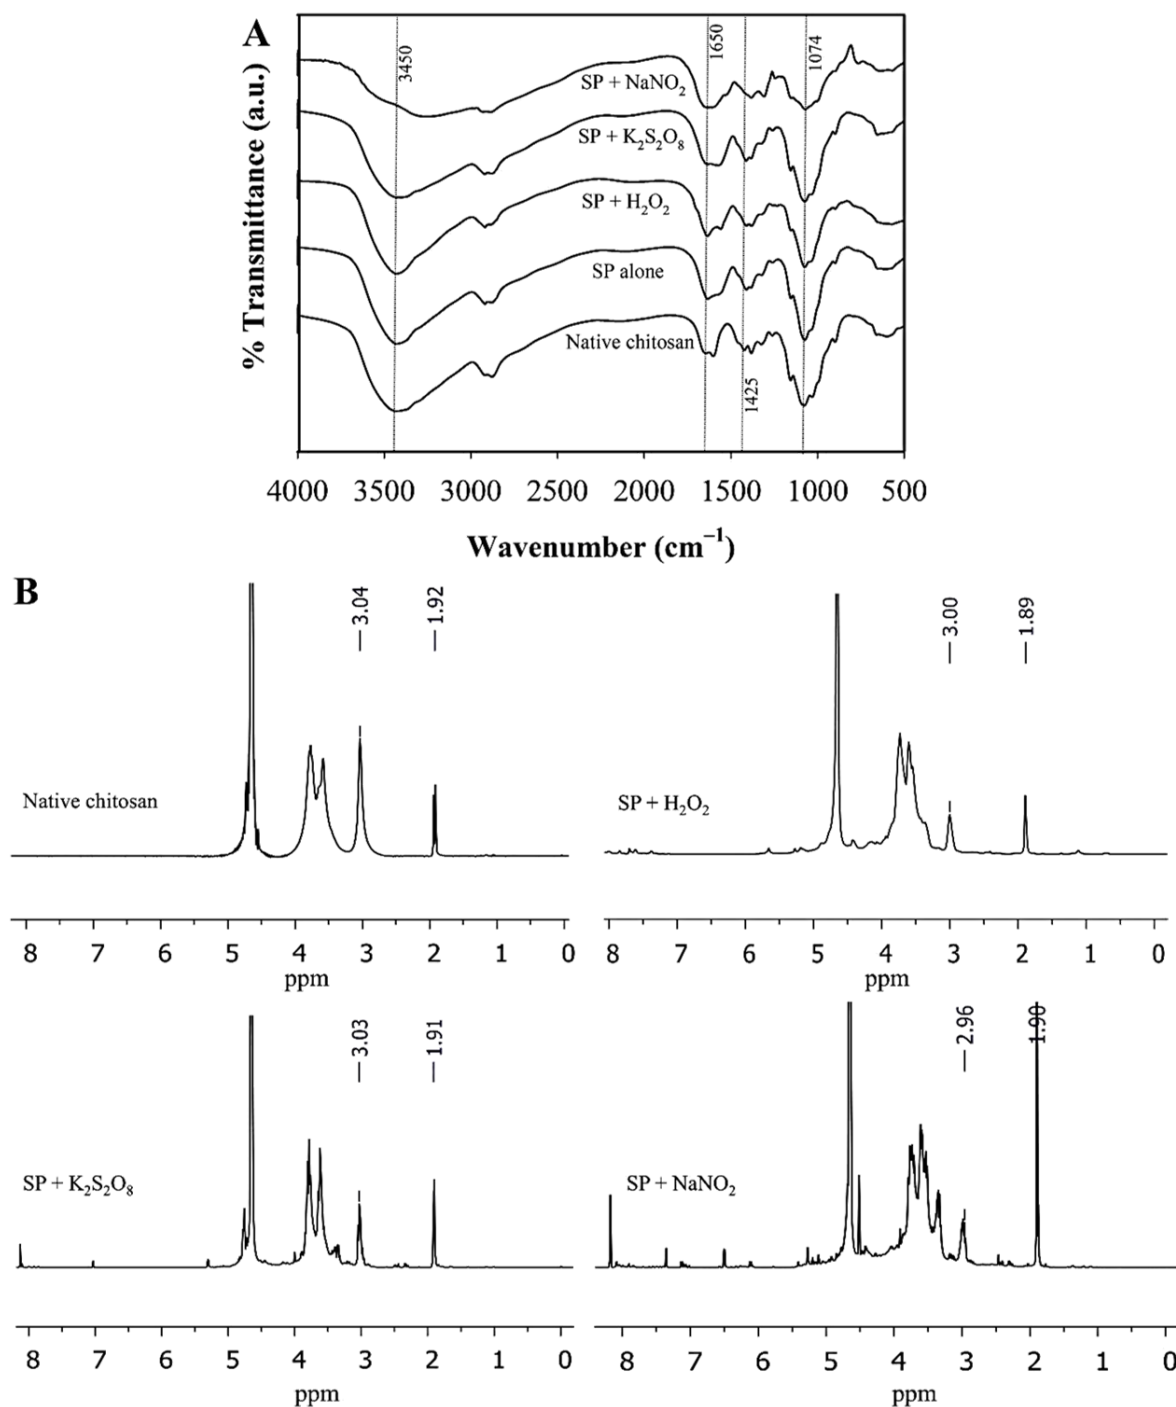 A
% Transmittance (a.u.)
3450
1650
1074
SP + NaNO₂
SP + K₂S₂O₈
SP + H₂O₂
SP alone
Native chitosan
1425
4000 3500 3000 2500 2000 1500 1000 500
Wavenumber (cm⁻¹)
B
3.04
1.92
Native chitosan
8 7 6 5 4 3 2 1 0
ppm
3.00
1.89
SP + H₂O₂
8 7 6 5 4 3 2 1 0
ppm
3.03
1.91
SP + K₂S₂O₈
8 7 6 5 4 3 2 1 0
ppm
2.96
1.90
SP + NaNO₂
8 7 6 5 4 3 2 1 0
ppm